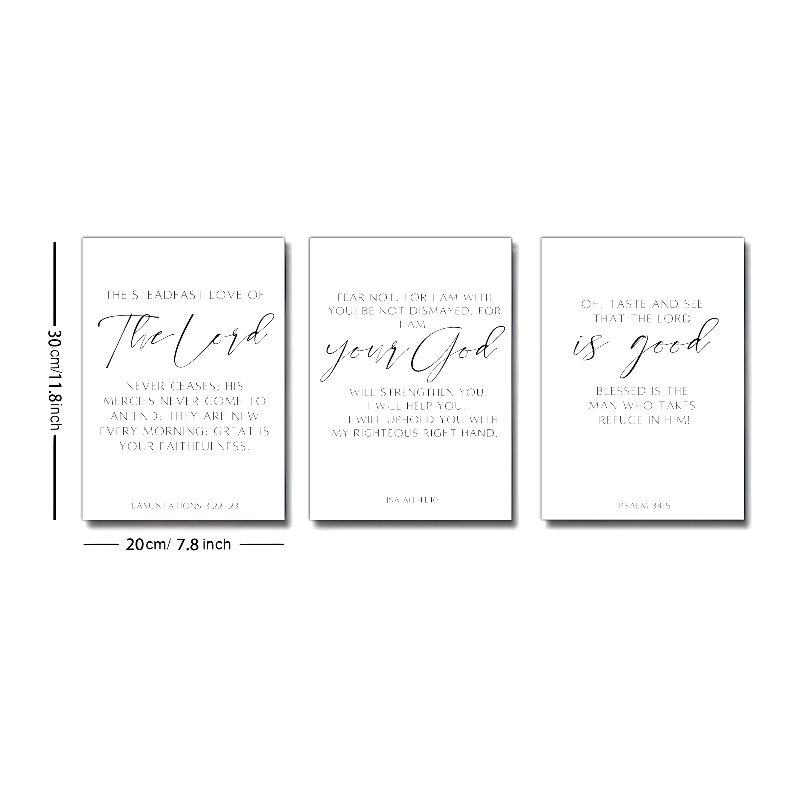 THE STEADFAST LOVE OF
The Lord
NEVER CEASES; HIS
MERCIES NEVER COME TO
AN END; THEY ARE NEW
EVERY MORNING; GREAT IS
YOUR FAITHFULNESS.
LAMENTATIONS 3:22-23
FEAR NOT, FOR I AM WITH
YOU; BE NOT DISMAYED, FOR
I AM
your God
WILL STRENGTHEN YOU
I WILL HELP YOU,
I WILL UPHOLD YOU WITH
MY RIGHTEOUS RIGHT HAND.
ISAIAH 41:10
OH, TASTE AND SEE
THAT THE LORD
is good
BLESSED IS THE
MAN WHO TAKES
REFUGE IN HIM!
PSALM 34:8
30cm/11.8inch
20cm/ 7.8 inch